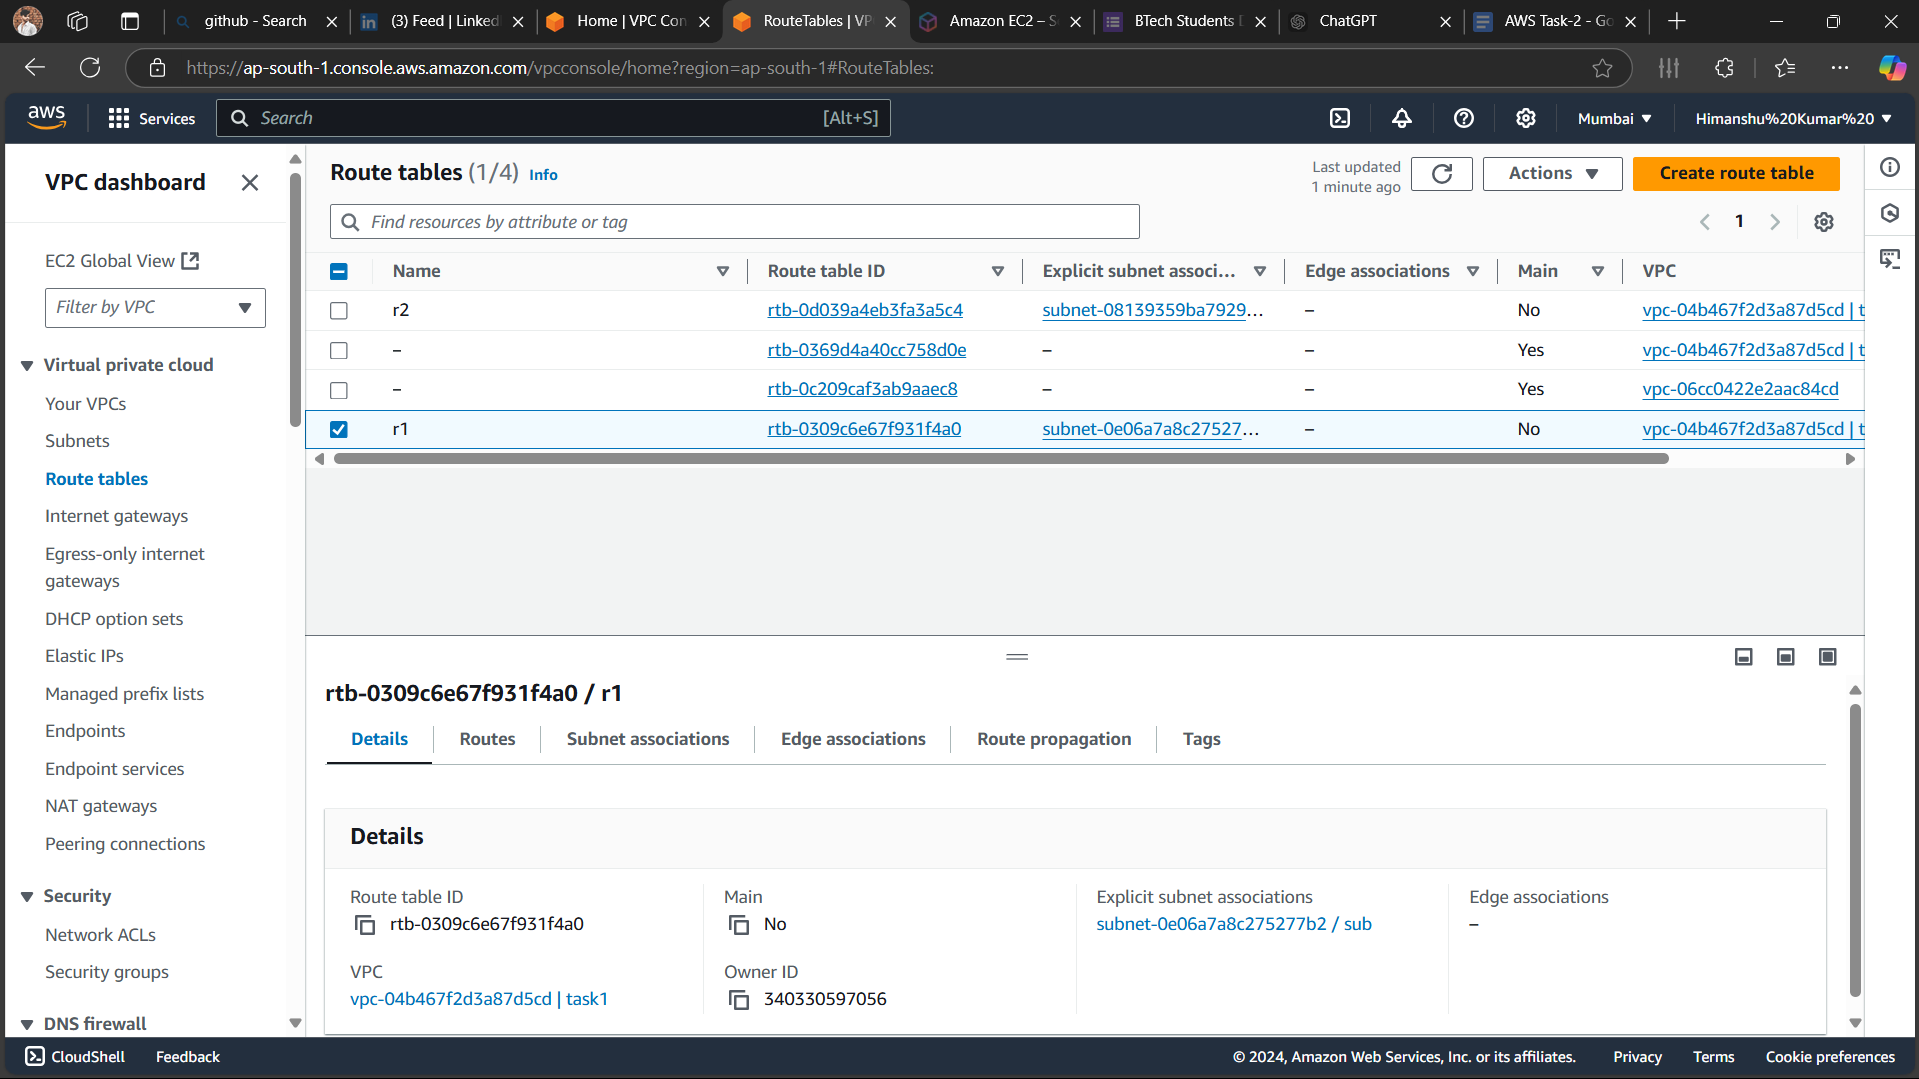 github - Search
(3) Feed | Linked
Home | VPC Con
RouteTables | VP
Amazon EC2 – S
BTech Students
ChatGPT
AWS Task-2 - Go
https://ap-south-1.console.aws.amazon.com/vpcconsole/home?region=ap-south-1#RouteTables:
aws
Services
Search [Alt+S]
Mumbai
Himanshu%20Kumar%20
VPC dashboard
EC2 Global View
Filter by VPC
Virtual private cloud
Your VPCs
Subnets
Route tables
Internet gateways
Egress-only internet
gateways
DHCP option sets
Elastic IPs
Managed prefix lists
Endpoints
Endpoint services
NAT gateways
Peering connections
Security
Network ACLs
Security groups
DNS firewall
Route tables (1/4) Info
Last updated
1 minute ago
Actions
Create route table
Find resources by attribute or tag
1
Name Route table ID Explicit subnet associ... Edge associations Main VPC
r2 rtb-0d039a4eb3fa3a5c4 subnet-08139359ba7929... – No vpc-04b467f2d3a87d5cd | t
– rtb-0369d4a40cc758d0e – – Yes vpc-04b467f2d3a87d5cd | t
– rtb-0c209caf3ab9aaec8 – – Yes vpc-06cc0422e2aac84cd
r1 rtb-0309c6e67f931f4a0 subnet-0e06a7a8c27527... – No vpc-04b467f2d3a87d5cd | t
rtb-0309c6e67f931f4a0 / r1
Details Routes Subnet associations Edge associations Route propagation Tags
Details
Route table ID
rtb-0309c6e67f931f4a0
Main
No
Explicit subnet associations
subnet-0e06a7a8c275277b2 / sub
Edge associations
–
VPC
vpc-04b467f2d3a87d5cd | task1
Owner ID
340330597056
CloudShell Feedback
© 2024, Amazon Web Services, Inc. or its affiliates. Privacy Terms Cookie preferences